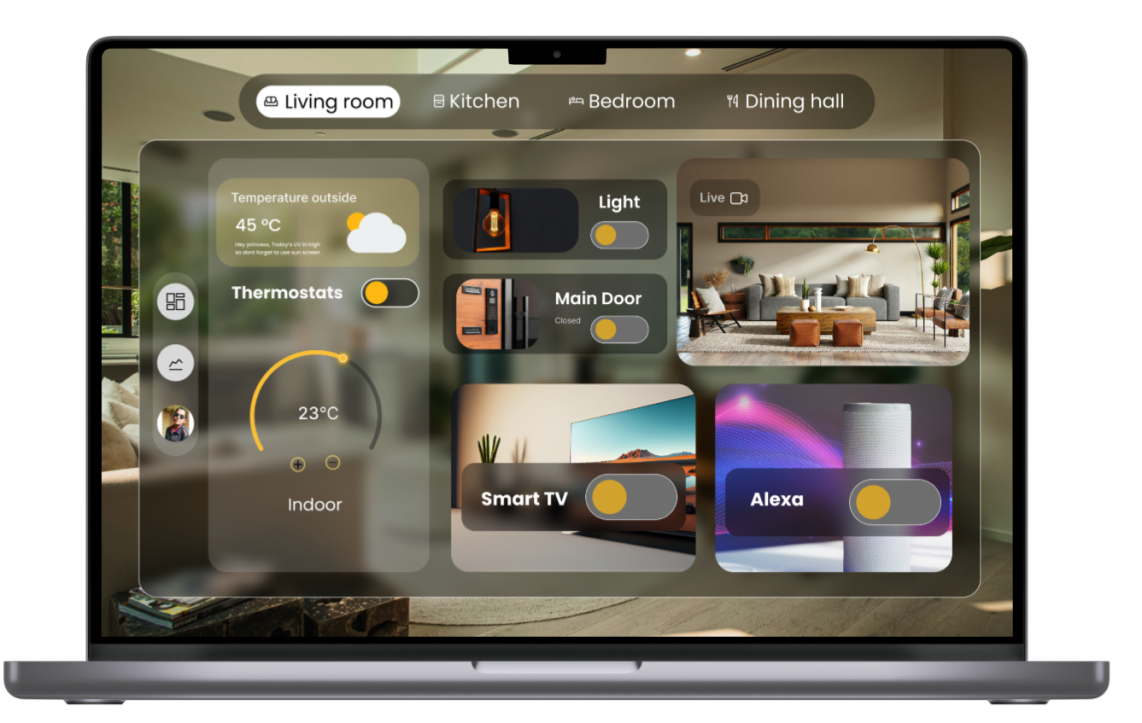 Living room
Kitchen
Bedroom
Dining hall
Temperature outside
45 °C
Hey princess, Today's UV in high
so dont forget to use sun screen
Thermostats
23°C
Indoor
Light
Main Door
Closed
Live
Smart TV
Alexa